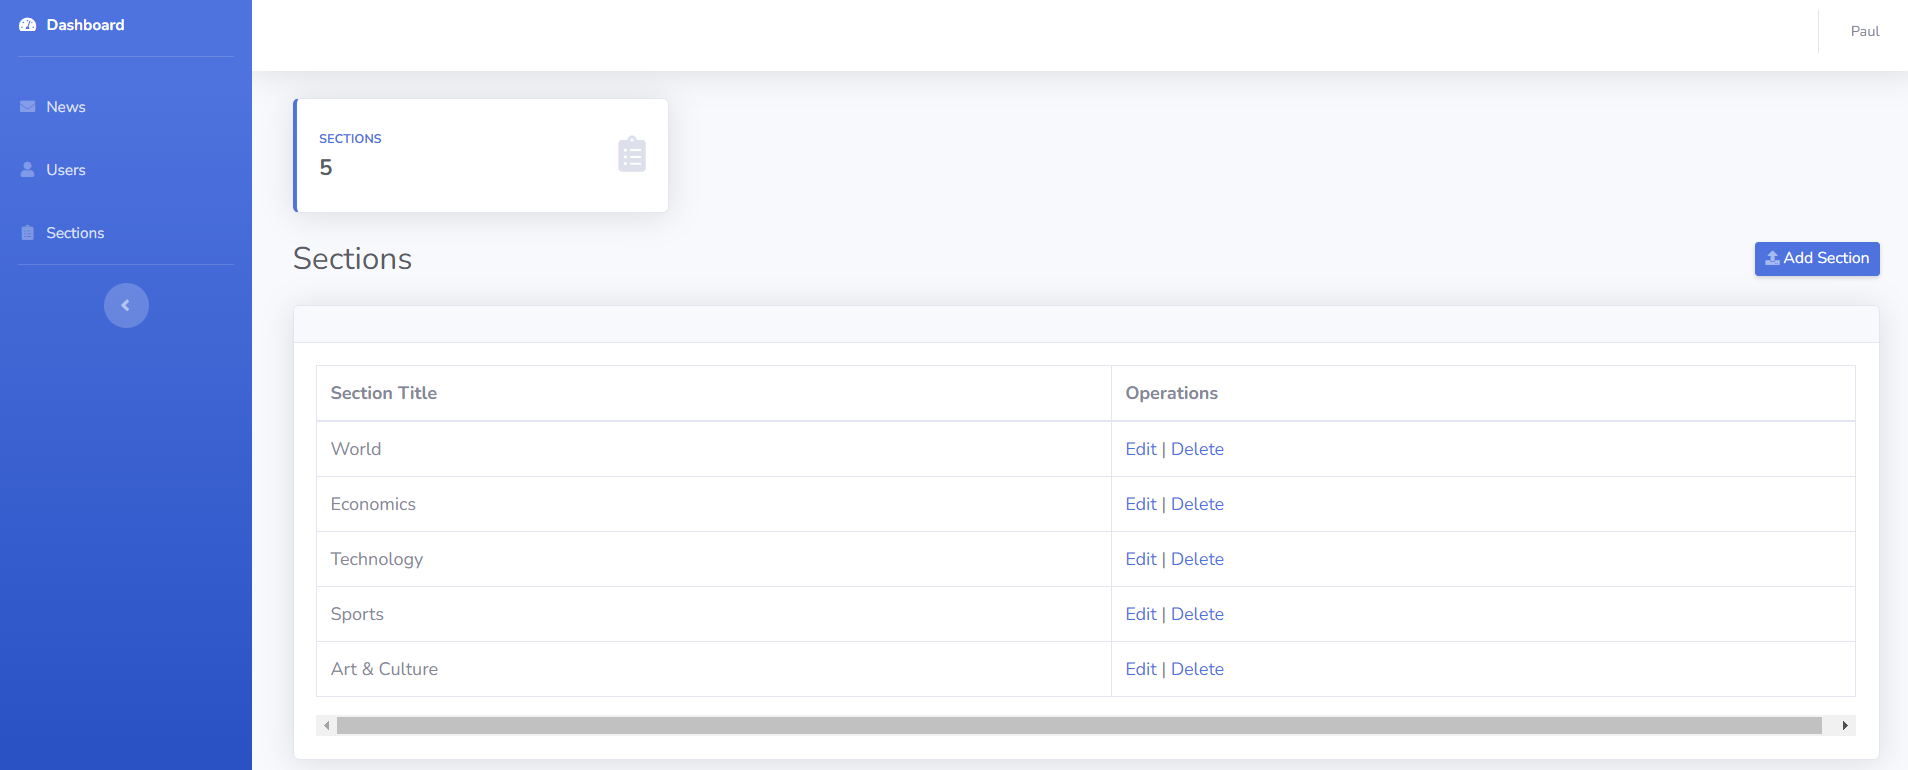 Dashboard
Paul
News
Users
Sections
SECTIONS
5
Sections
Add Section
Section Title Operations
World Edit | Delete
Economics Edit | Delete
Technology Edit | Delete
Sports Edit | Delete
Art & Culture Edit | Delete